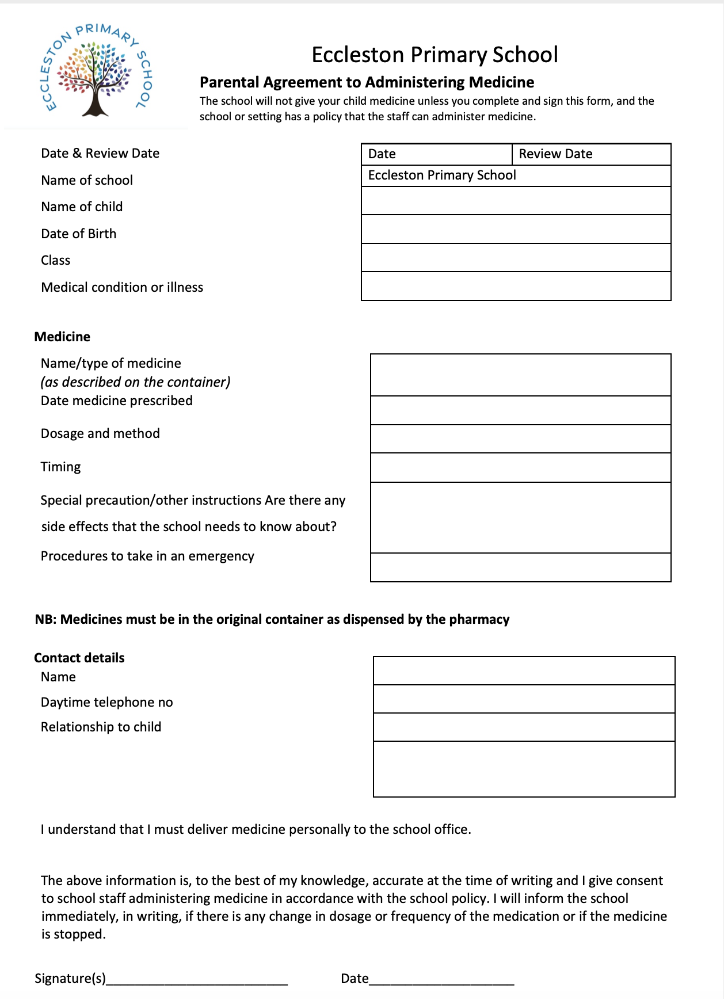 ECCLESTON PRIMARY SCHOOL
Eccleston Primary School
Parental Agreement to Administering Medicine
The school will not give your child medicine unless you complete and sign this form, and the
school or setting has a policy that the staff can administer medicine.
Date & Review Date
Date Review Date
Name of school
Eccleston Primary School
Name of child
Date of Birth
Class
Medical condition or illness
Medicine
Name/type of medicine
(as described on the container)
Date medicine prescribed
Dosage and method
Timing
Special precaution/other instructions Are there any
side effects that the school needs to know about?
Procedures to take in an emergency
NB: Medicines must be in the original container as dispensed by the pharmacy
Contact details
Name
Daytime telephone no
Relationship to child
I understand that I must deliver medicine personally to the school office.
The above information is, to the best of my knowledge, accurate at the time of writing and I give consent
to school staff administering medicine in accordance with the school policy. I will inform the school
immediately, in writing, if there is any change in dosage or frequency of the medication or if the medicine
is stopped.
Signature(s)_________________________ Date____________________